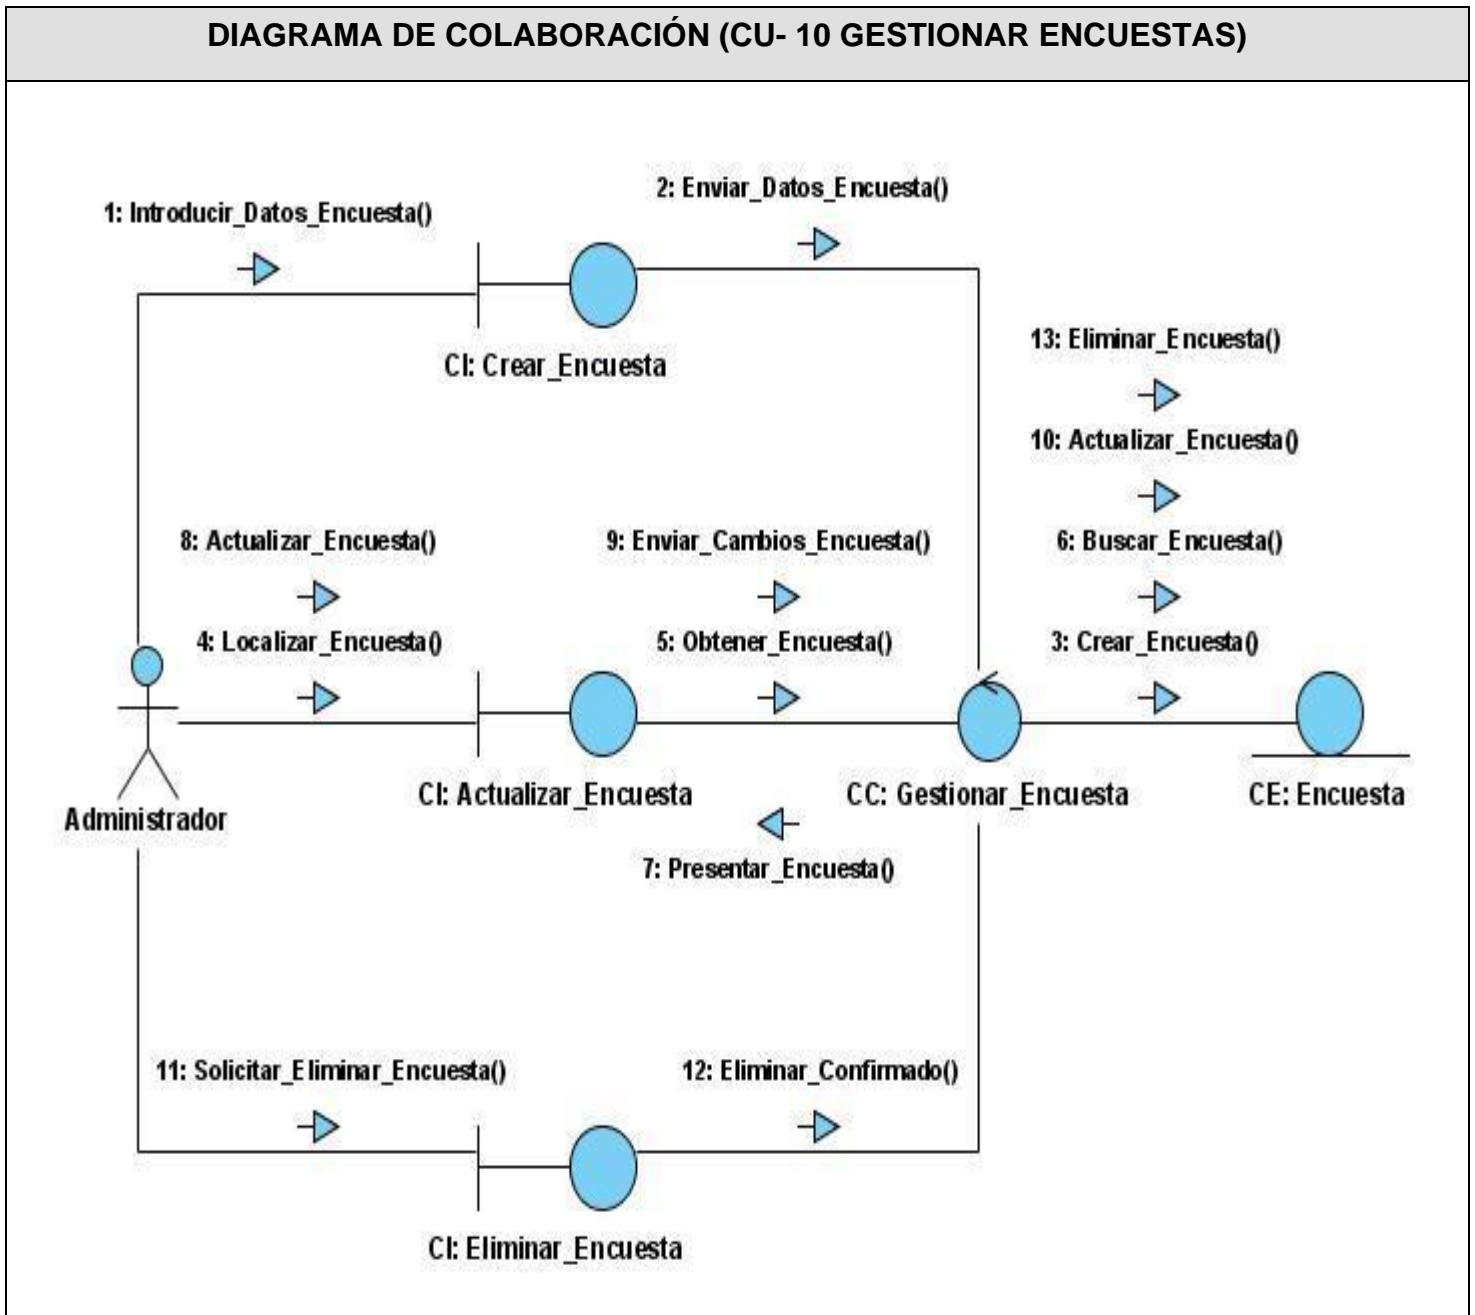 DIAGRAMA DE COLABORACIÓN (CU- 10 GESTIONAR ENCUESTAS)
1: Introducir_Datos_Encuesta()
2: Enviar_Datos_Encuesta()
CI: Crear_Encuesta
13: Eliminar_Encuesta()
10: Actualizar_Encuesta()
8: Actualizar_Encuesta()
9: Enviar_Cambios_Encuesta()
6: Buscar_Encuesta()
4: Localizar_Encuesta()
5: Obtener_Encuesta()
3: Crear_Encuesta()
Administrador
CI: Actualizar_Encuesta
CC: Gestionar_Encuesta
CE: Encuesta
7: Presentar_Encuesta()
11: Solicitar_Eliminar_Encuesta()
12: Eliminar_Confirmado()
CI: Eliminar_Encuesta